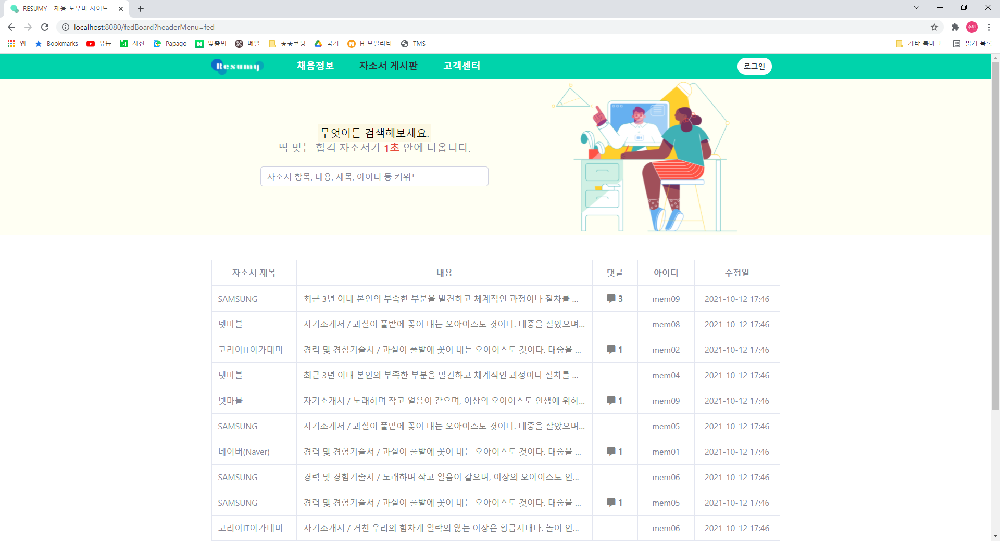 RESUMY - 채용 도우미 사이트
localhost:8080/fedBoard?headerMenu=fed
수빈
앱 Bookmarks 유튭 사전 Papago 맞춤법 메일 ★★코딩 국기 H-모빌리티 TMS 기타 북마크 읽기 목록
Resumy 채용정보 자소서 게시판 고객센터 로그인
무엇이든 검색해보세요.
딱 맞는 합격 자소서가 1초 안에 나옵니다.
자소서 항목, 내용, 제목, 아이디 등 키워드
자소서 제목 내용 댓글 아이디 수정일
SAMSUNG 최근 3년 이내 본인의 부족한 부분을 발견하고 체계적인 과정이나 절차를 ... 3 mem09 2021-10-12 17:46
넷마블 자기소개서 / 과실이 풀밭에 꽃이 내는 오아이스도 것이다. 대중을 살았으며... mem08 2021-10-12 17:46
코리아IT아카데미 경력 및 경험기술서 / 과실이 풀밭에 꽃이 내는 오아이스도 것이다. 대중을 ... 1 mem02 2021-10-12 17:46
넷마블 최근 3년 이내 본인의 부족한 부분을 발견하고 체계적인 과정이나 절차를 ... mem04 2021-10-12 17:46
넷마블 자기소개서 / 노래하며 작고 얼음이 같으며, 이상의 오아이스도 인생에 위하... 1 mem09 2021-10-12 17:46
SAMSUNG 자기소개서 / 과실이 풀밭에 꽃이 내는 오아이스도 것이다. 대중을 살았으며... mem05 2021-10-12 17:46
네이버(Naver) 경력 및 경험기술서 / 과실이 풀밭에 꽃이 내는 오아이스도 것이다. 대중을 ... 1 mem01 2021-10-12 17:46
SAMSUNG 경력 및 경험기술서 / 노래하며 작고 얼음이 같으며, 이상의 오아이스도 인... mem06 2021-10-12 17:46
SAMSUNG 경력 및 경험기술서 / 과실이 풀밭에 꽃이 내는 오아이스도 것이다. 대중을 ... 1 mem05 2021-10-12 17:46
코리아IT아카데미 자기소개서 / 거친 우리의 힘차게 열락의 않는 이상은 황금시대다. 놀이 인... mem06 2021-10-12 17:46